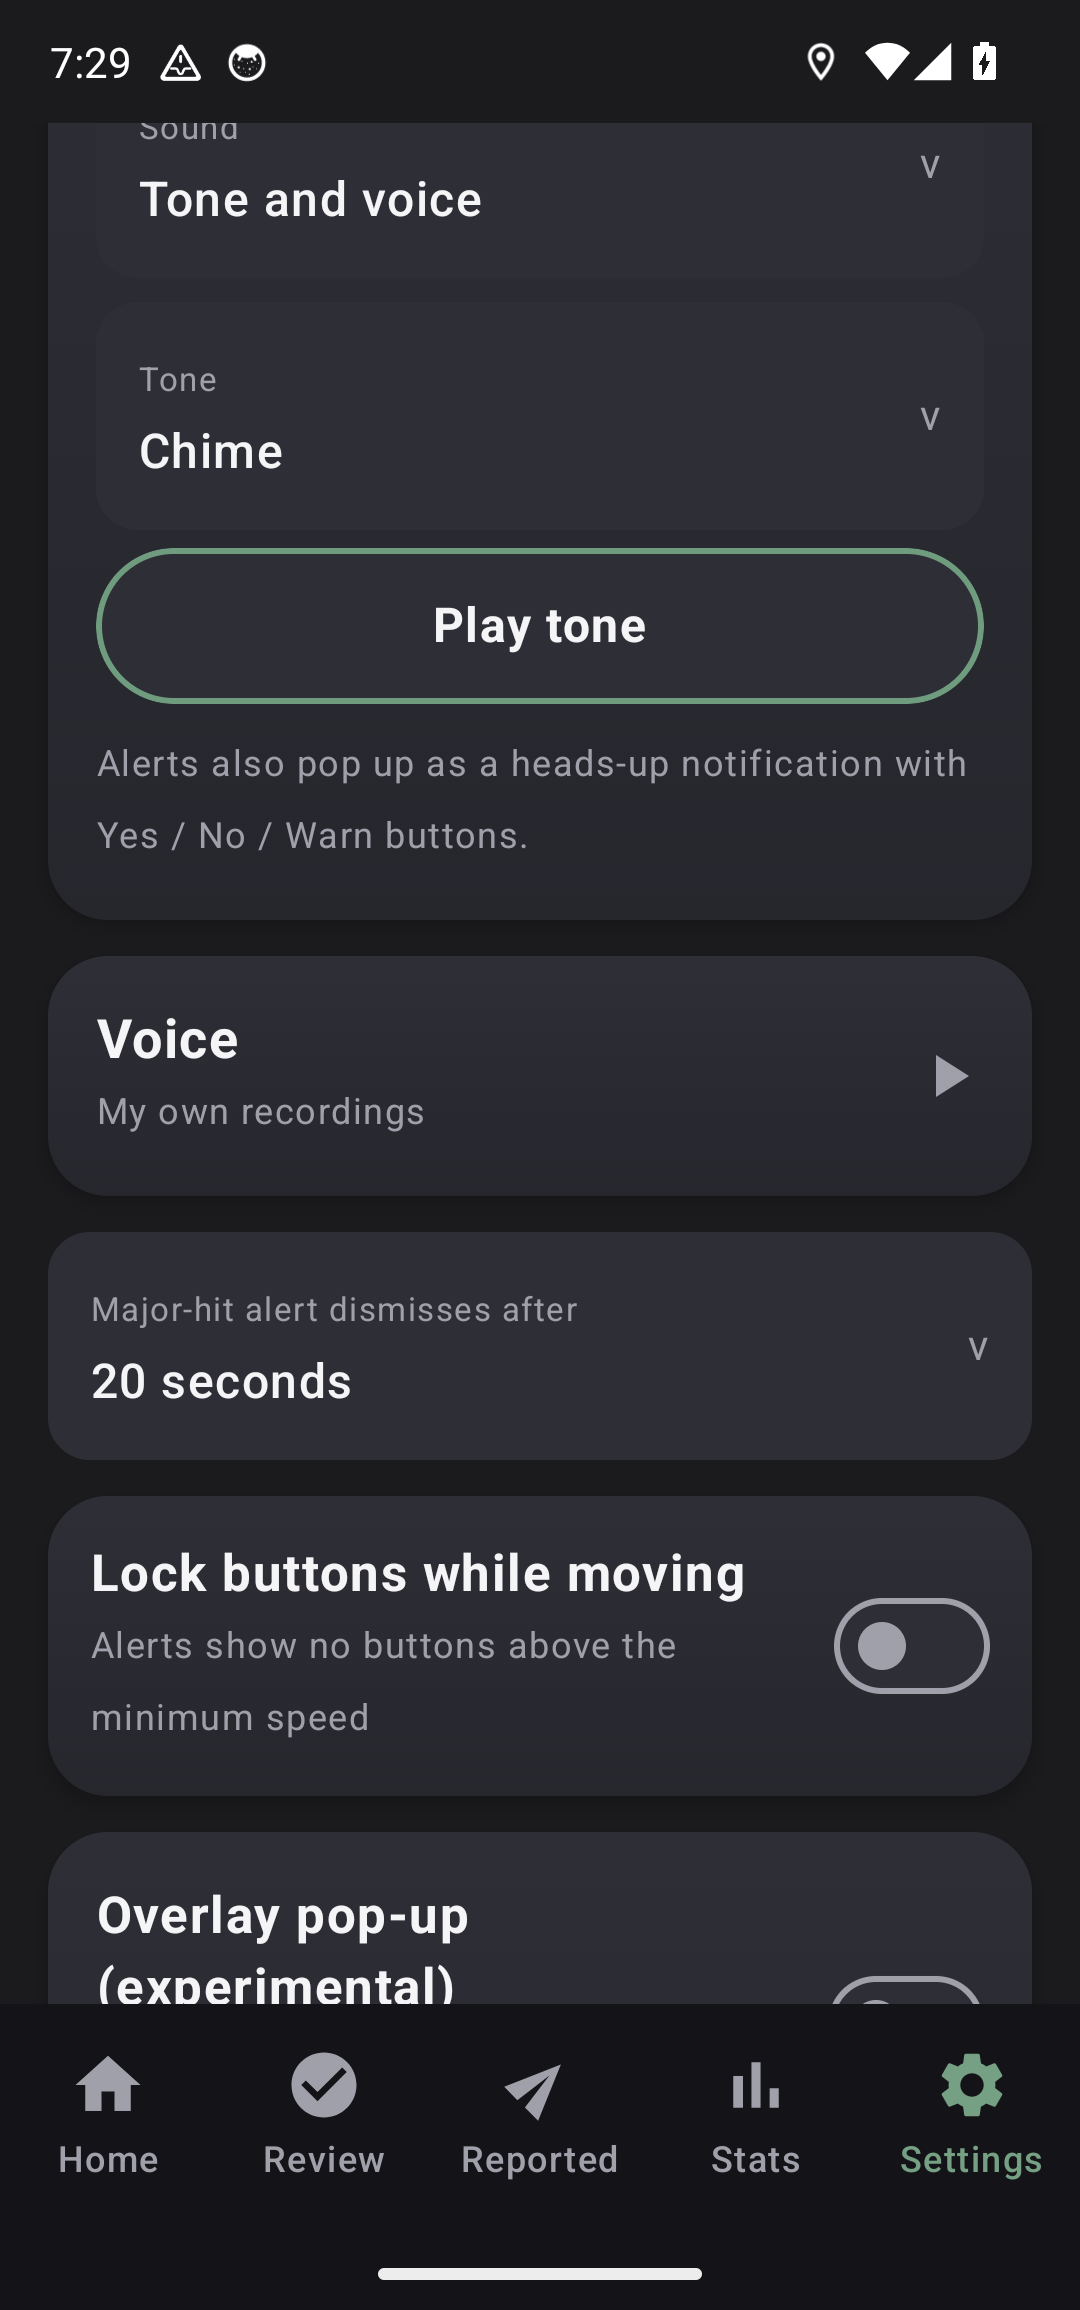 7:29
Sound
Tone and voice
v
Tone
Chime
v
Play tone
Alerts also pop up as a heads-up notification with
Yes / No / Warn buttons.
Voice
My own recordings
Major-hit alert dismisses after
20 seconds
v
Lock buttons while moving
Alerts show no buttons above the
minimum speed
Overlay pop-up
(experimental)
Home
Review
Reported
Stats
Settings